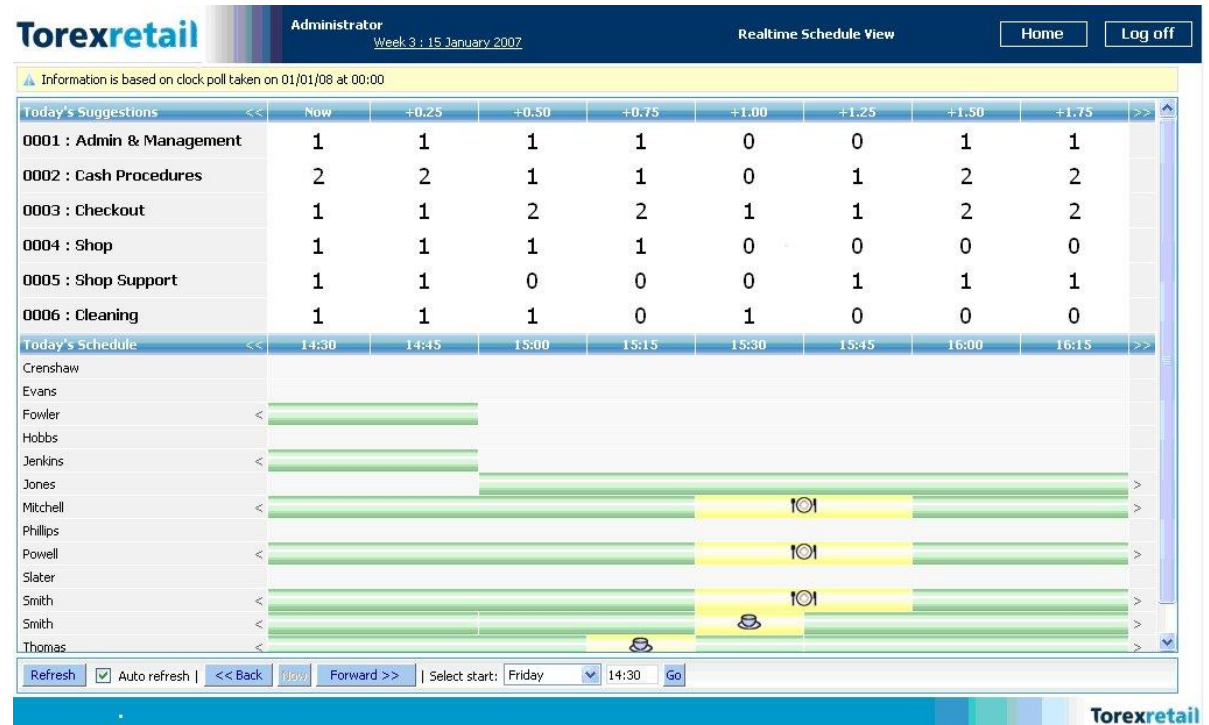 Torexretail
Administrator
Week 3 : 15 January 2007
Realtime Schedule View
Home
Log off
Information is based on clock poll taken on 01/01/08 at 00:00
Today's Suggestions << Now +0.25 +0.50 +0.75 +1.00 +1.25 +1.50 +1.75 >>
0001 : Admin & Management 1 1 1 1 0 0 1 1
0002 : Cash Procedures 2 2 1 1 0 1 2 2
0003 : Checkout 1 1 2 2 1 1 2 2
0004 : Shop 1 1 1 1 0 0 0 0
0005 : Shop Support 1 1 0 0 0 1 1 1
0006 : Cleaning 1 1 1 0 1 0 0 0
Today's Schedule << 14:30 14:45 15:00 15:15 15:30 15:45 16:00 16:15 >>
Crenshaw
Evans
Fowler <
Hobbs
Jenkins <
Jones >
Mitchell < >
Phillips
Powell < >
Slater
Smith < >
Smith < >
Thomas < >
Refresh Auto refresh | << Back Now Forward >> | Select start: Friday 14:30 Go
Torexretail